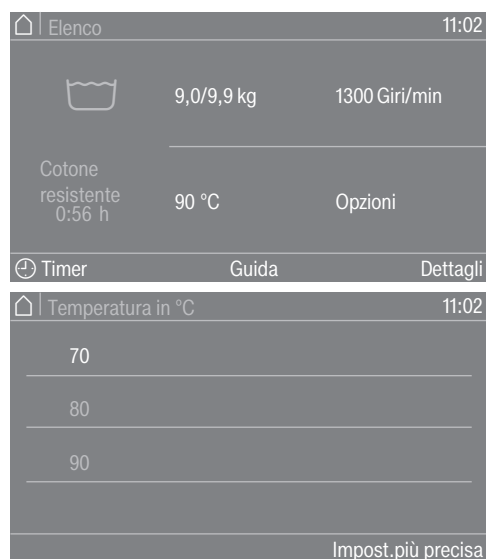 Elenco 11:02
9,0/9,9 kg 1300 Giri/min
Cotone
resistente
0:56 h
90 °C Opzioni
Timer Guida Dettagli
Temperatura in °C 11:02
70
80
90
Impost.più precisa